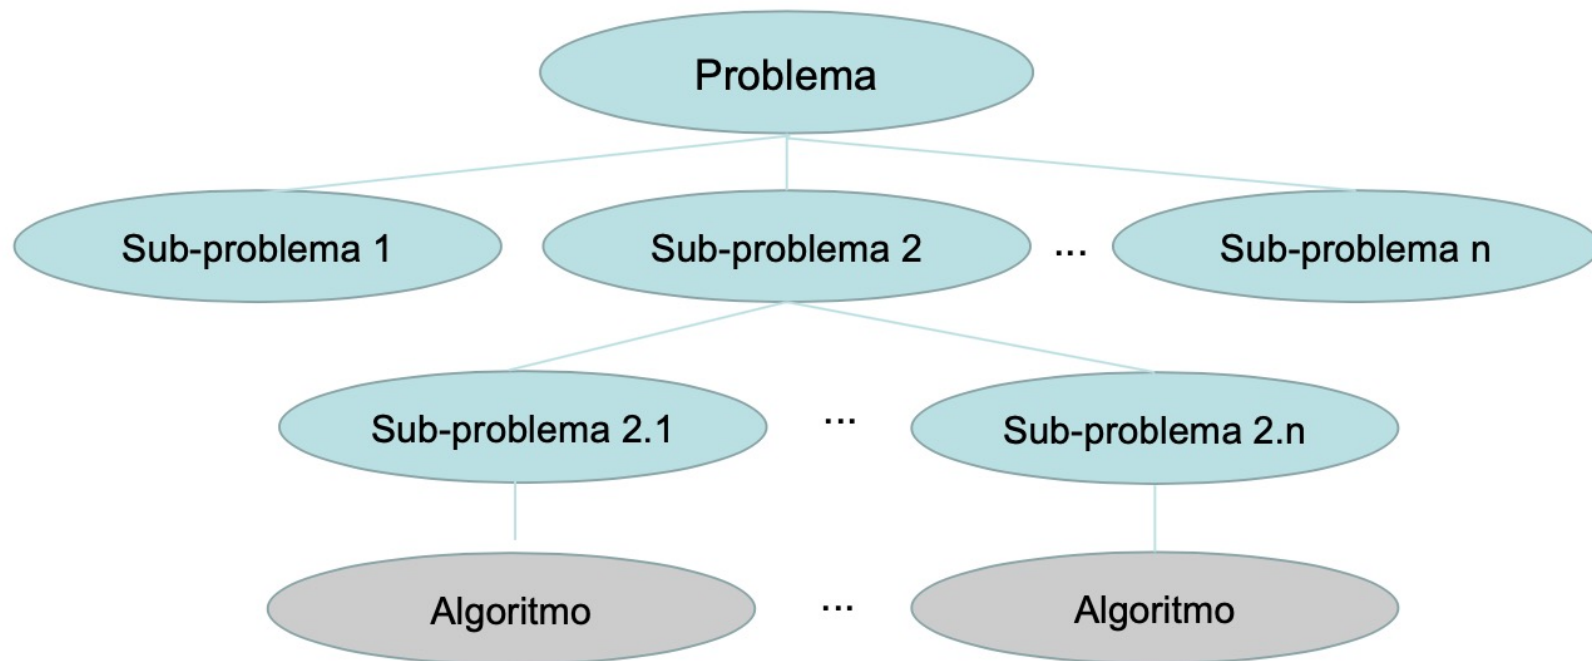 Problema
Sub-problema 1
Sub-problema 2
...
Sub-problema n
Sub-problema 2.1
...
Sub-problema 2.n
Algoritmo
...
Algoritmo